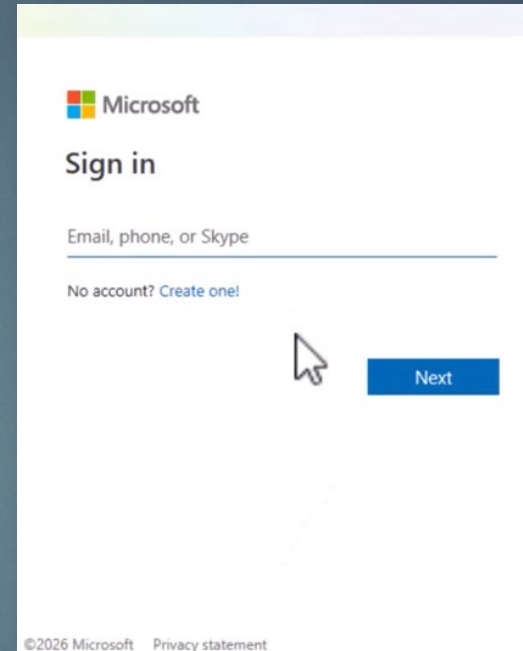 Microsoft
Sign in
Email, phone, or Skype
No account? Create one!
Next
©2026 Microsoft Privacy statement